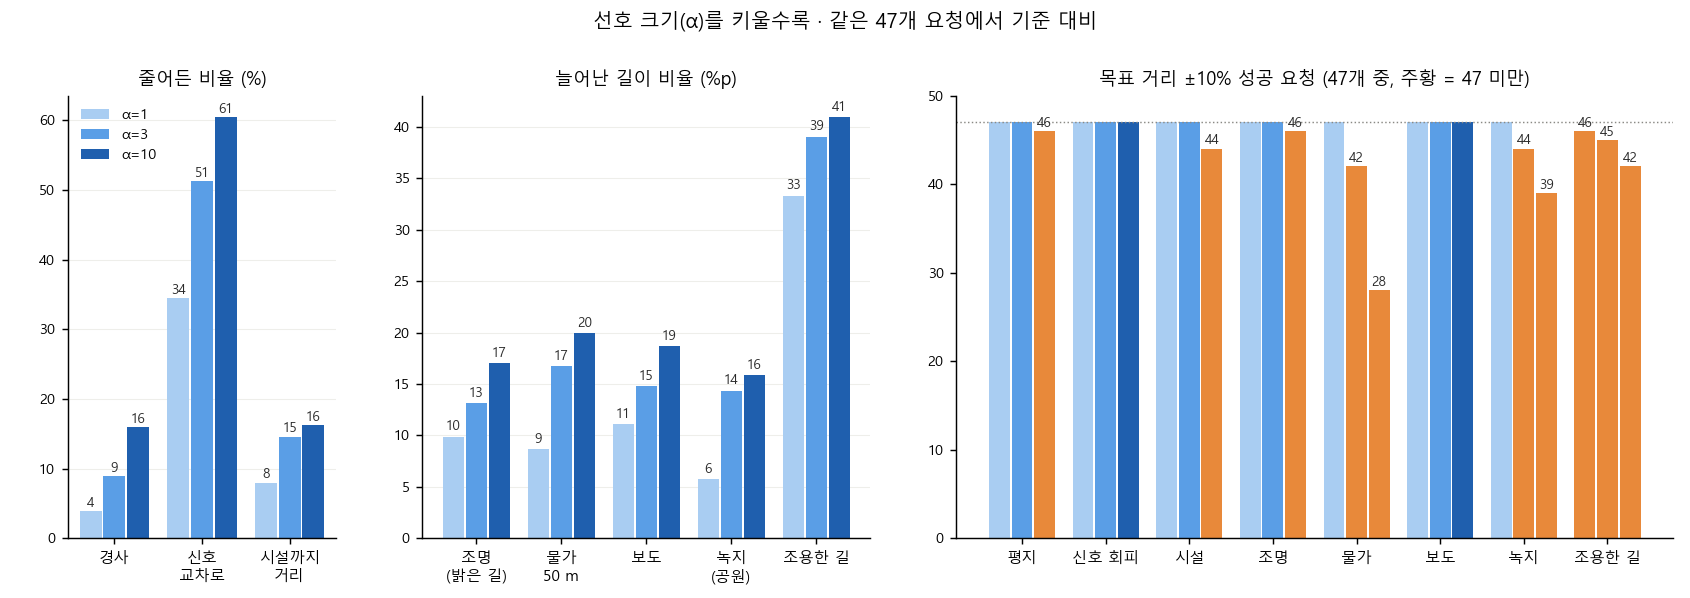 선호 크기(α)를 키울수록 · 같은 47개 요청에서 기준 대비
줄어든 비율 (%)
α=1
α=3
α=10
60
50
40
30
20
10
0
4
9
16
34
51
61
8
15
16
경사
신호
교차로
시설까지
거리
늘어난 길이 비율 (%p)
40
35
30
25
20
15
10
5
0
10
13
17
9
17
20
11
15
19
6
14
16
33
39
41
조명
(밝은 길)
물가
50 m
보도
녹지
(공원)
조용한 길
목표 거리 ±10% 성공 요청 (47개 중, 주황 = 47 미만)
50
40
30
20
10
0
46
44
46
42
28
44
39
46
45
42
평지
신호 회피
시설
조명
물가
보도
녹지
조용한 길